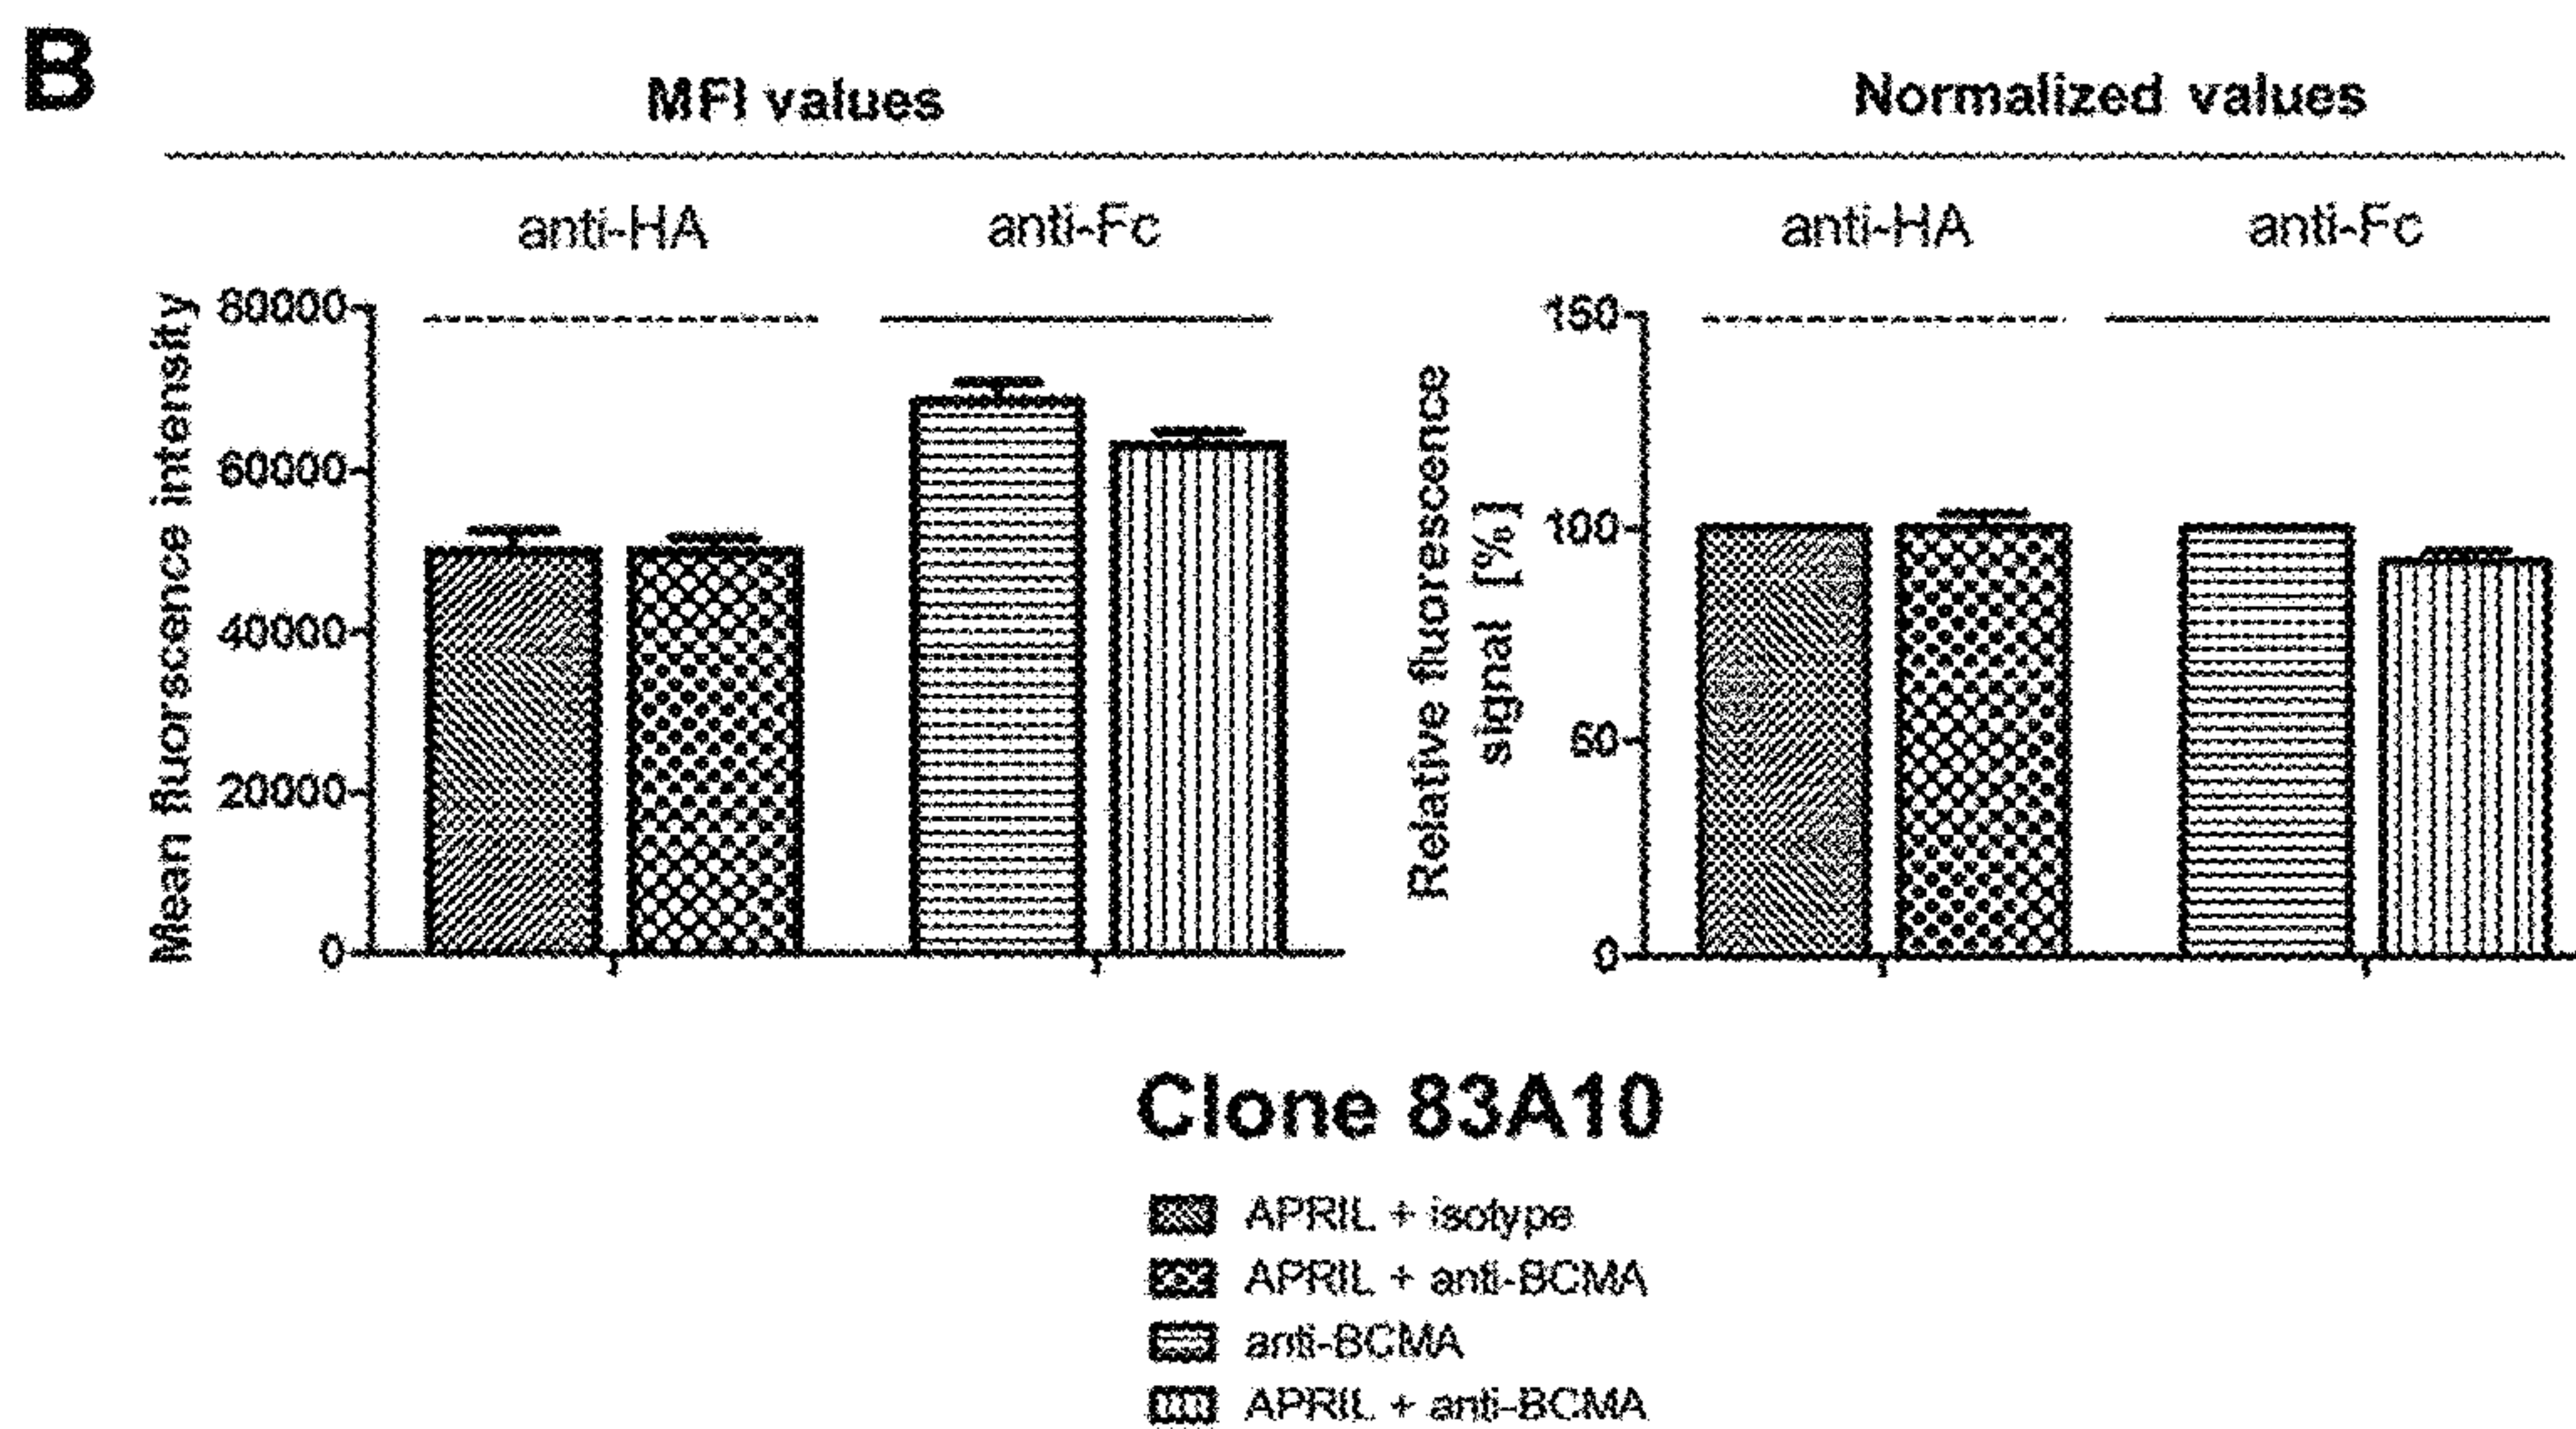 B
MFI values
Normalized values
anti-HA
anti-Fc
anti-HA
anti-Fc
Mean fluorscence intensity
80000
60000
40000
20000
0
Relative fluorescence
signal [%]
150
100
50
0
Clone 83A10
APRIL + isotype
APRIL + anti-BCMA
anti-BCMA
APRIL + anti-BCMA